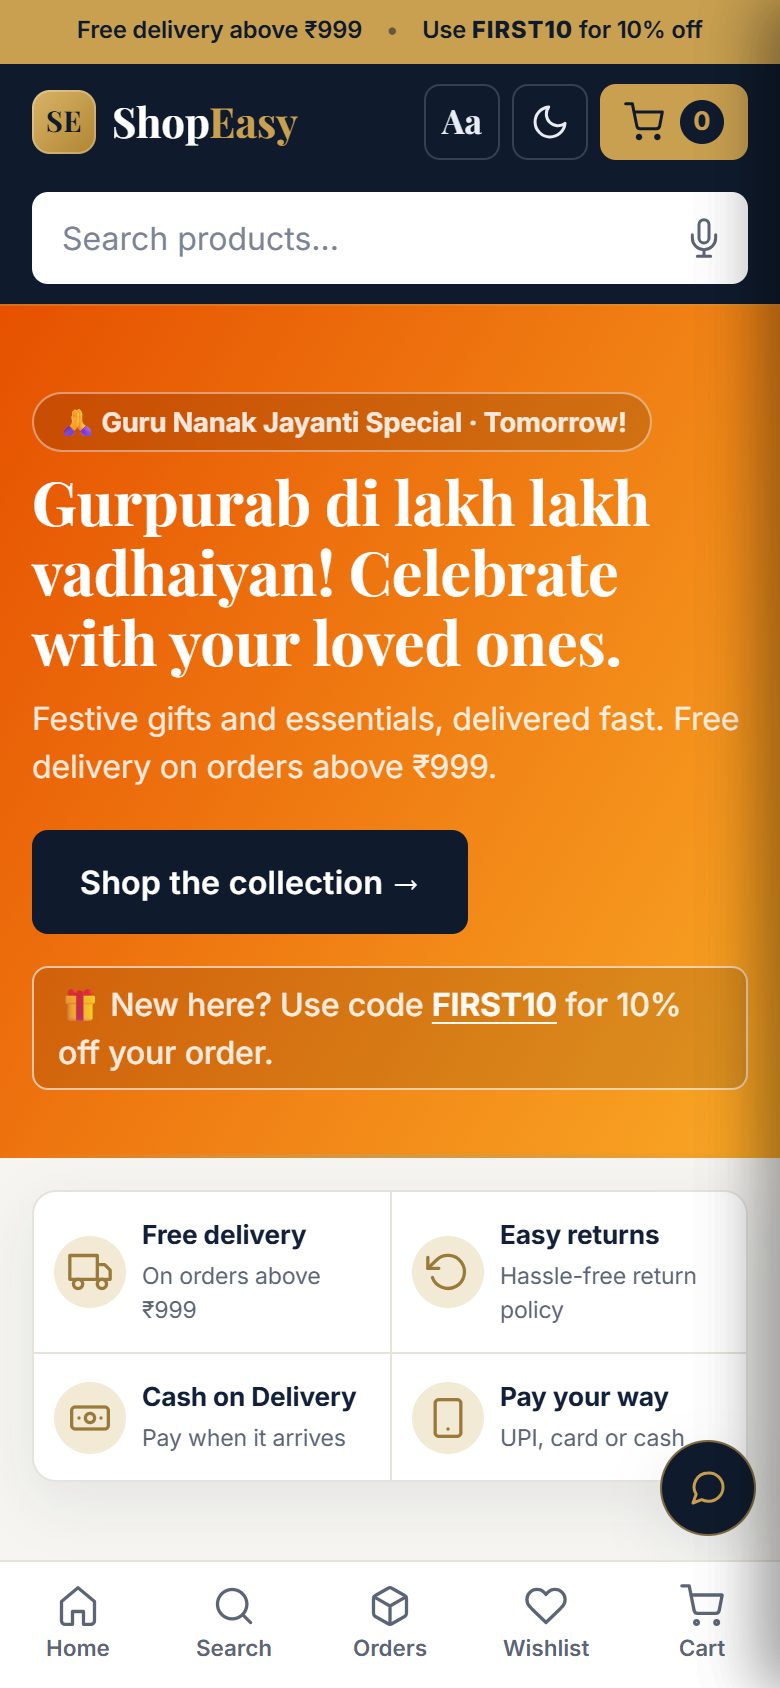 Free delivery above ₹999 • Use FIRST10 for 10% off
SE ShopEasy Aa 0
Search products...
🙏 Guru Nanak Jayanti Special · Tomorrow!
Gurpurab di lakh lakh
vadhaiyan! Celebrate
with your loved ones.
Festive gifts and essentials, delivered fast. Free
delivery on orders above ₹999.
Shop the collection →
🎁 New here? Use code FIRST10 for 10%
off your order.
Free delivery
On orders above
₹999
Easy returns
Hassle-free return
policy
Cash on Delivery
Pay when it arrives
Pay your way
UPI, card or cash
Home Search Orders Wishlist Cart